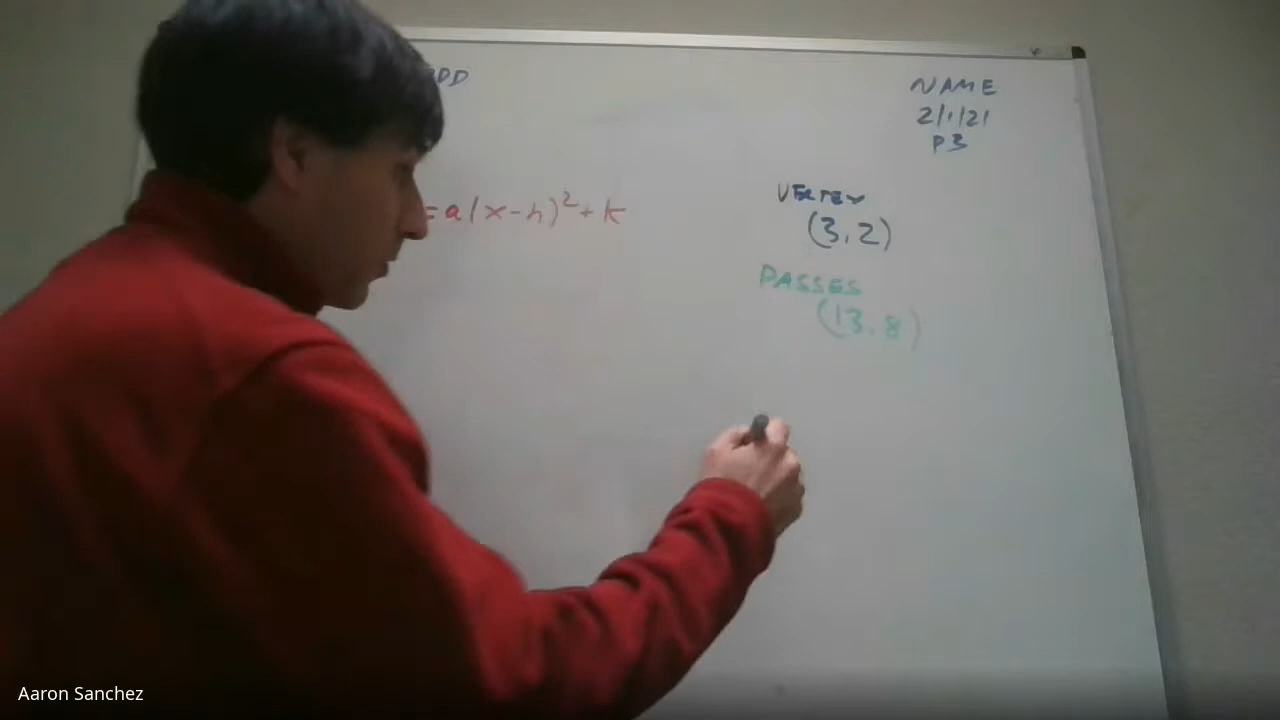 NAME
2/1/21
P3
=a(x-h)²+k
VERTEX
(3,2)
PASSES
(13,8)
Aaron Sanchez